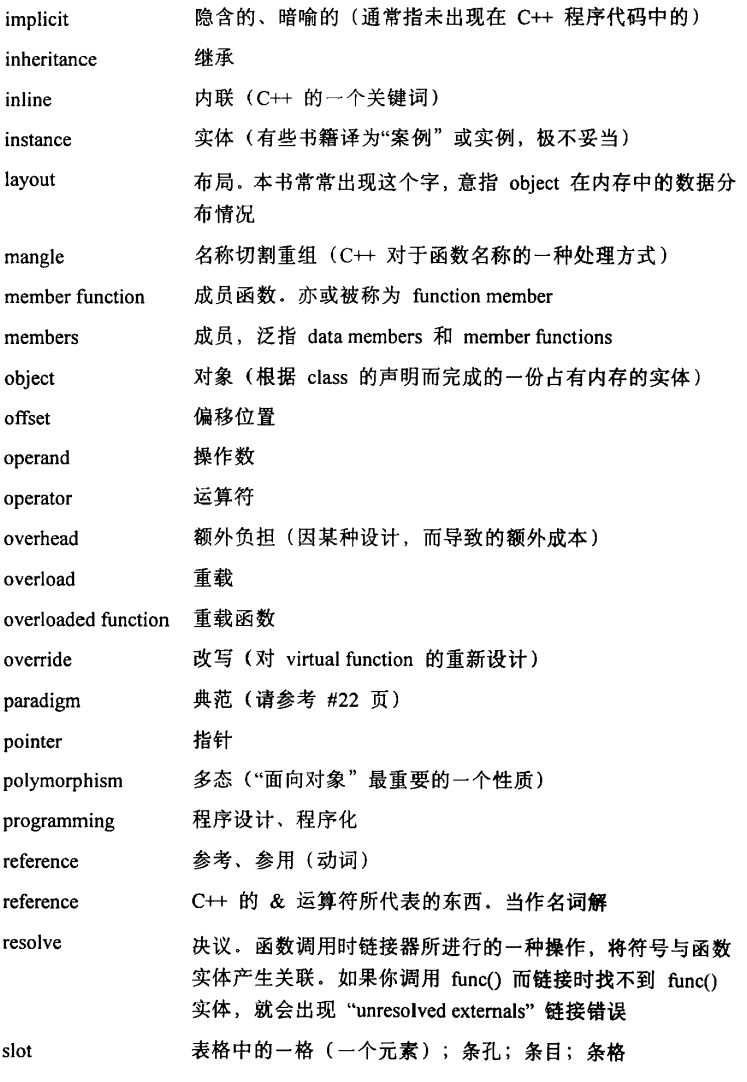 implicit 隐含的、暗喻的（通常指未出现在 C++ 程序代码中的）
inheritance 继承
inline 内联（C++ 的一个关键词）
instance 实体（有些书籍译为“案例”或实例，极不妥当）
layout 布局。本书常常出现这个字，意指 object 在内存中的数据分
布情况
mangle 名称切割重组（C++ 对于函数名称的一种处理方式）
member function 成员函数。亦或被称为 function member
members 成员，泛指 data members 和 member functions
object 对象（根据 class 的声明而完成的一份占有内存的实体）
offset 偏移位置
operand 操作数
operator 运算符
overhead 额外负担（因某种设计，而导致的额外成本）
overload 重载
overloaded function 重载函数
override 改写（对 virtual function 的重新设计）
paradigm 典范（请参考 #22 页）
pointer 指针
polymorphism 多态（“面向对象”最重要的一个性质）
programming 程序设计、程序化
reference 参考、参用（动词）
reference C++ 的 & 运算符所代表的东西。当作名词解
resolve 决议。函数调用时链接器所进行的一种操作，将符号与函数
实体产生关联。如果你调用 func() 而链接时找不到 func()
实体，就会出现 “unresolved externals” 链接错误
slot 表格中的一格（一个元素）；条孔；条目；条格